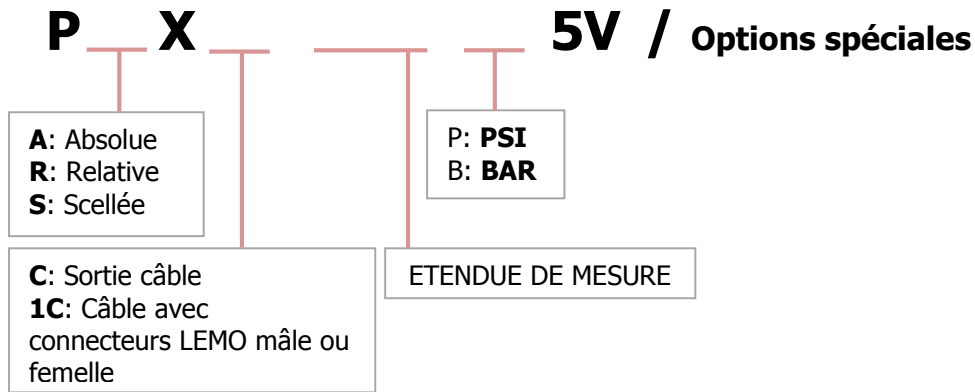 P X 5V / Options spéciales
A: Absolue
R: Relative
S: Scellée
P: PSI
B: BAR
C: Sortie câble
1C: Câble avec
connecteurs LEMO mâle ou
femelle
ETENDUE DE MESURE